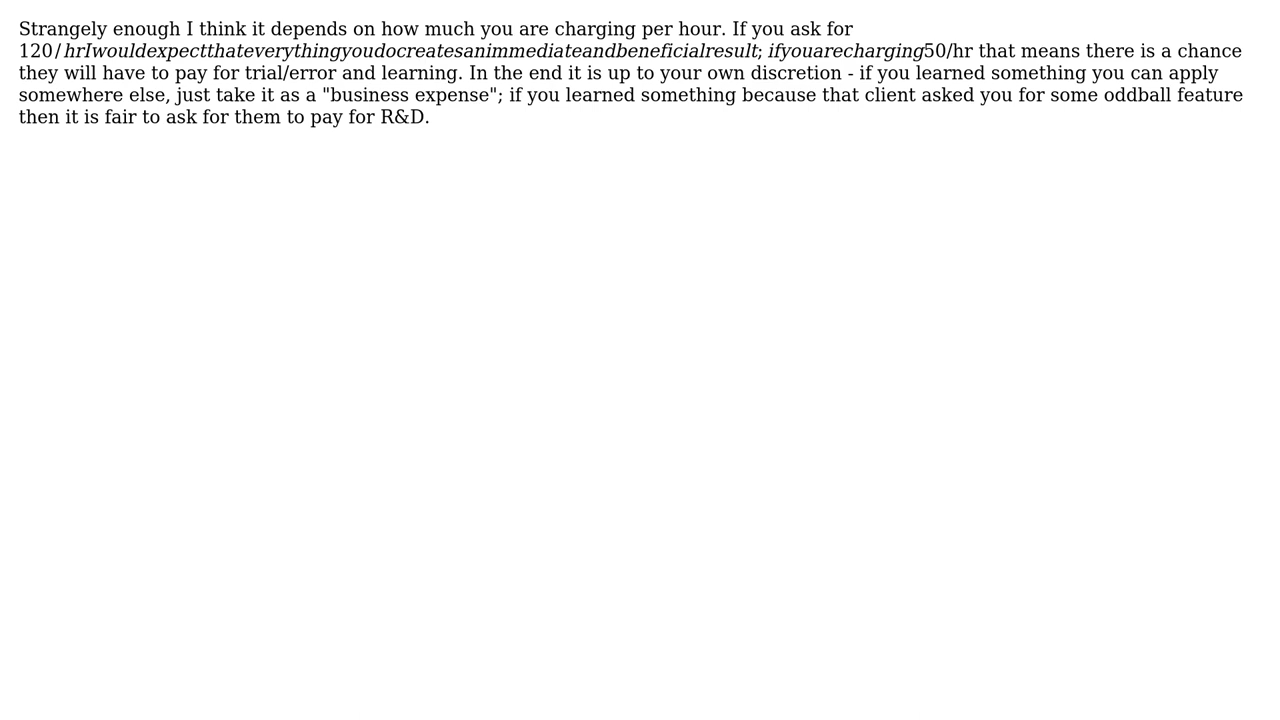 Strangely enough I think it depends on how much you are charging per hour. If you ask for
120/hrIwouldexpectthateverythingyoudocreatesanimmediateandbeneficialresult; ifyouarecharging50/hr that means there is a chance
they will have to pay for trial/error and learning. In the end it is up to your own discretion - if you learned something you can apply
somewhere else, just take it as a "business expense"; if you learned something because that client asked you for some oddball feature
then it is fair to ask for them to pay for R&D.